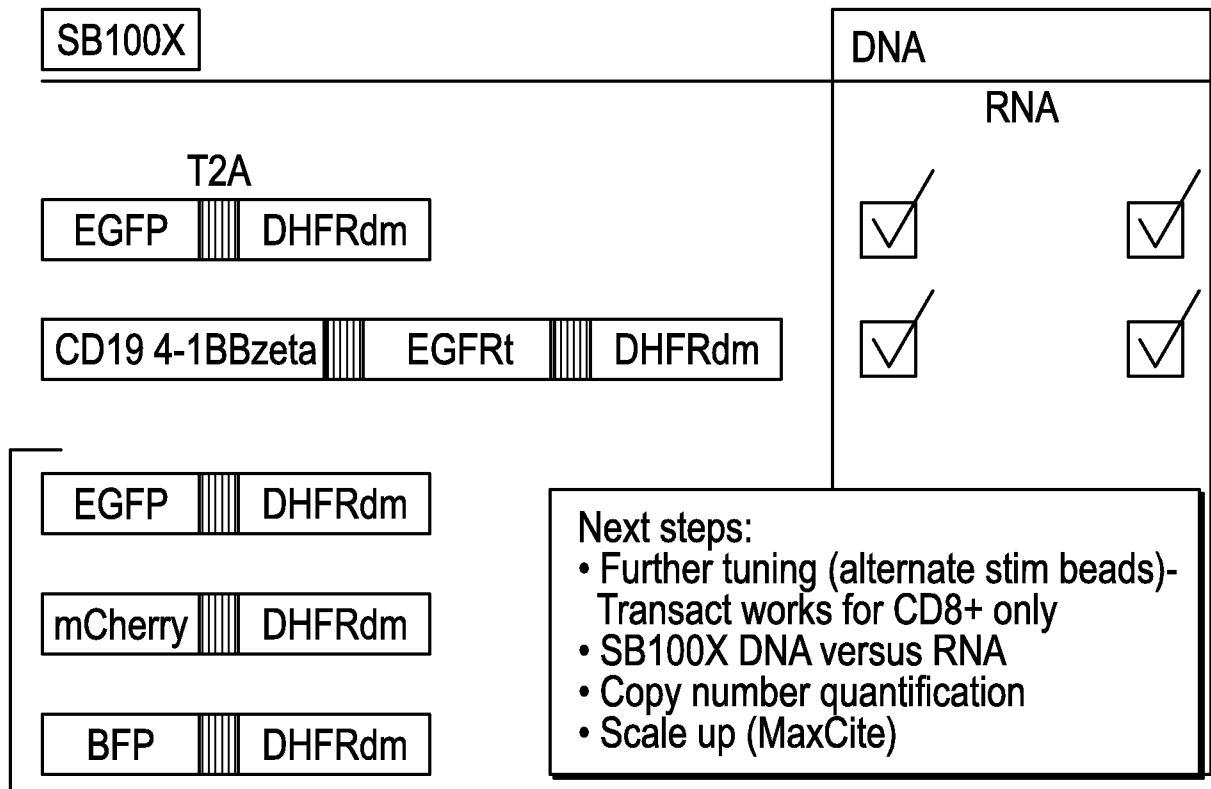 SB100X
DNA
RNA
T2A
EGFP DHFRdm
CD19 4-1BBzeta EGFRt DHFRdm
EGFP DHFRdm
mCherry DHFRdm
BFP DHFRdm
Next steps:
• Further tuning (alternate stim beads)-
Transact works for CD8+ only
• SB100X DNA versus RNA
• Copy number quantification
• Scale up (MaxCite)